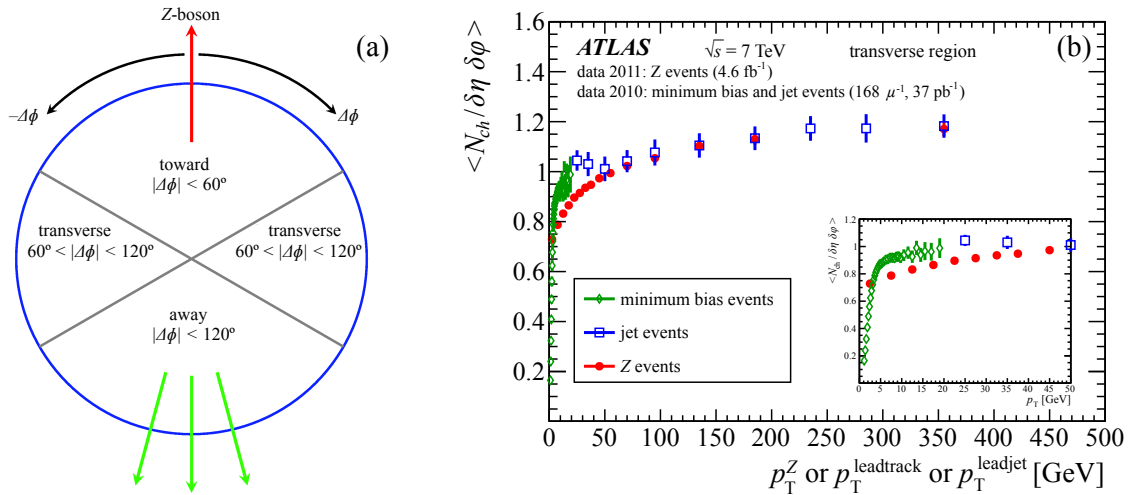 Z-boson
(a)
−Δϕ
Δϕ
toward
|Δϕ| < 60º
transverse
60º < |Δϕ| < 120º
transverse
60º < |Δϕ| < 120º
away
|Δϕ| < 120º
<N_ch / δη δφ>
1.6
1.4
1.2
1
0.8
0.6
0.4
0.2
ATLAS √s = 7 TeV transverse region (b)
data 2011: Z events (4.6 fb⁻¹)
data 2010: minimum bias and jet events (168 μ⁻¹, 37 pb⁻¹)
minimum bias events
jet events
Z events
<N_ch / δη δφ>
1.2
1
0.8
0.6
0.4
0.2
0 5 10 15 20 25 30 35 40 45 50
p_T [GeV]
0 50 100 150 200 250 300 350 400 450 500
p_T^Z or p_T^leadtrack or p_T^leadjet [GeV]